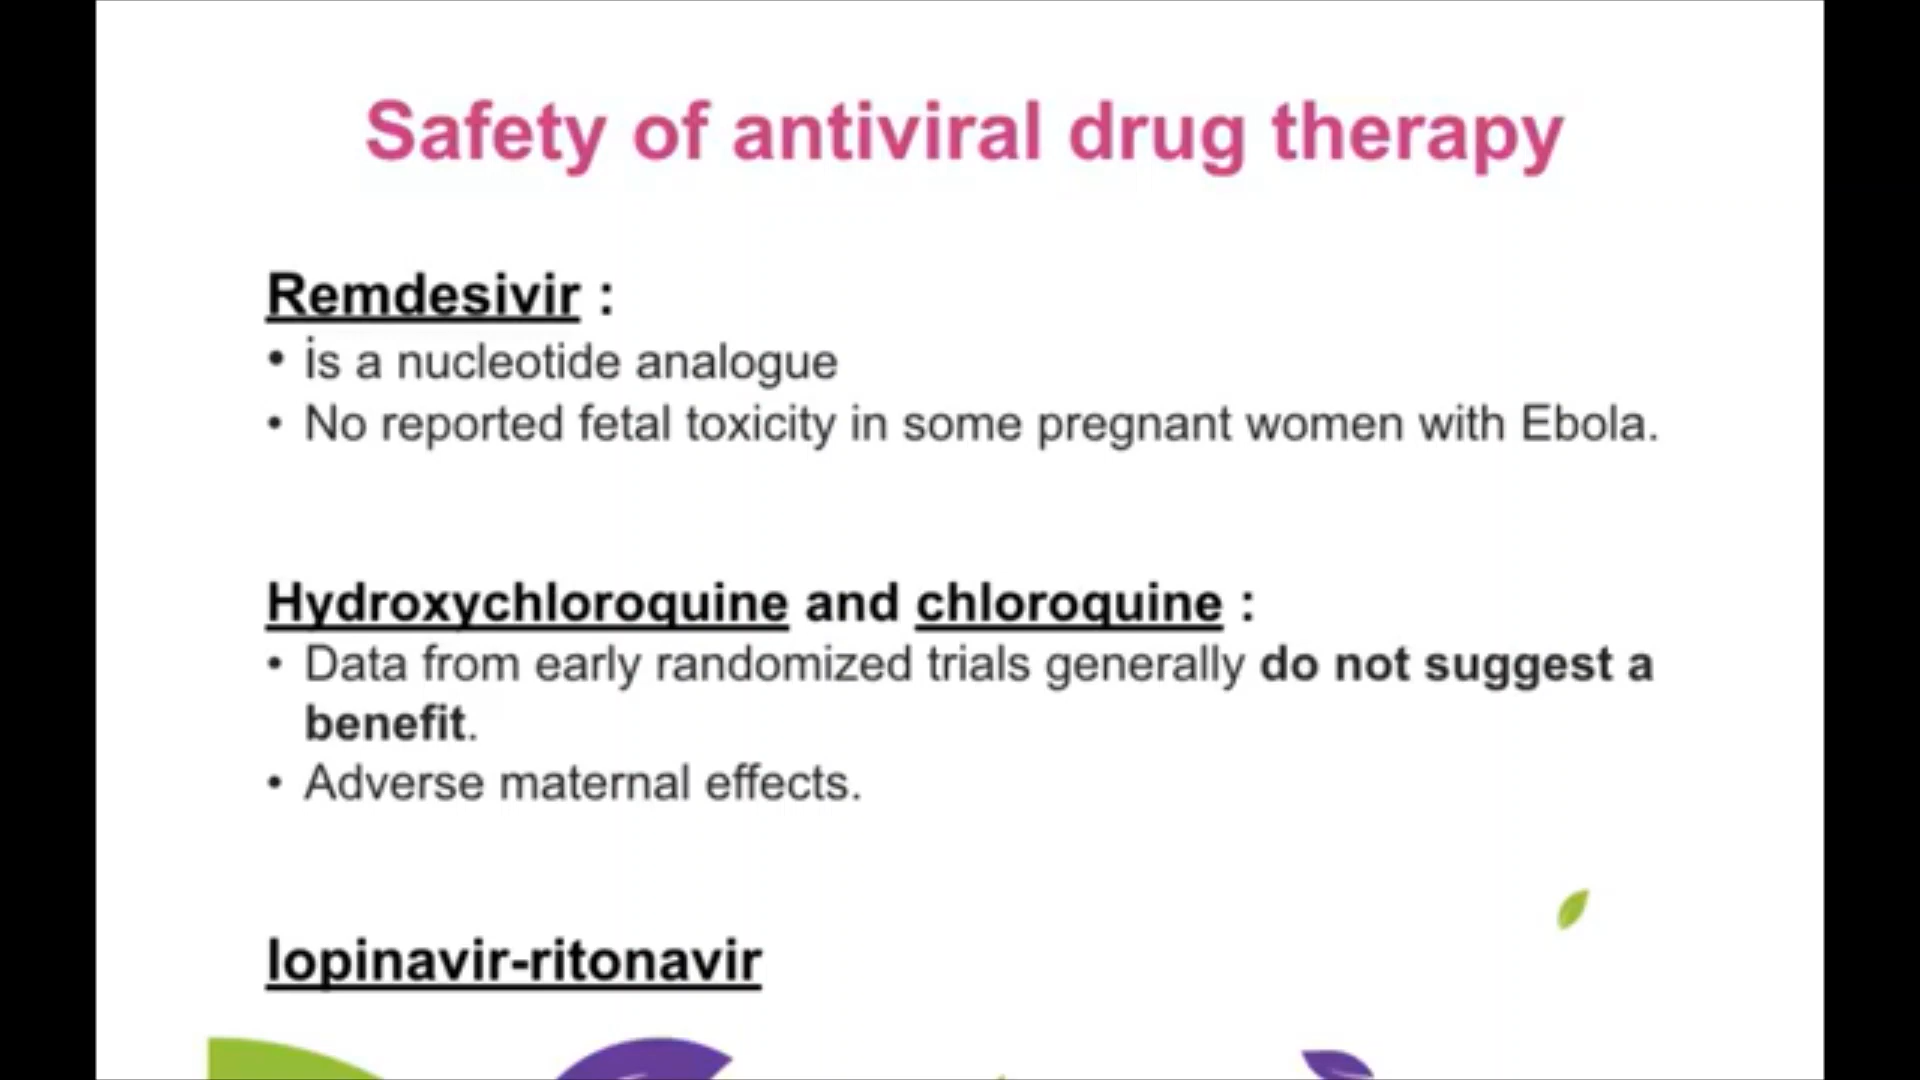 Safety of antiviral drug therapy
Remdesivir :
• is a nucleotide analogue
• No reported fetal toxicity in some pregnant women with Ebola.
Hydroxychloroquine and chloroquine :
• Data from early randomized trials generally do not suggest a
benefit.
• Adverse maternal effects.
lopinavir-ritonavir